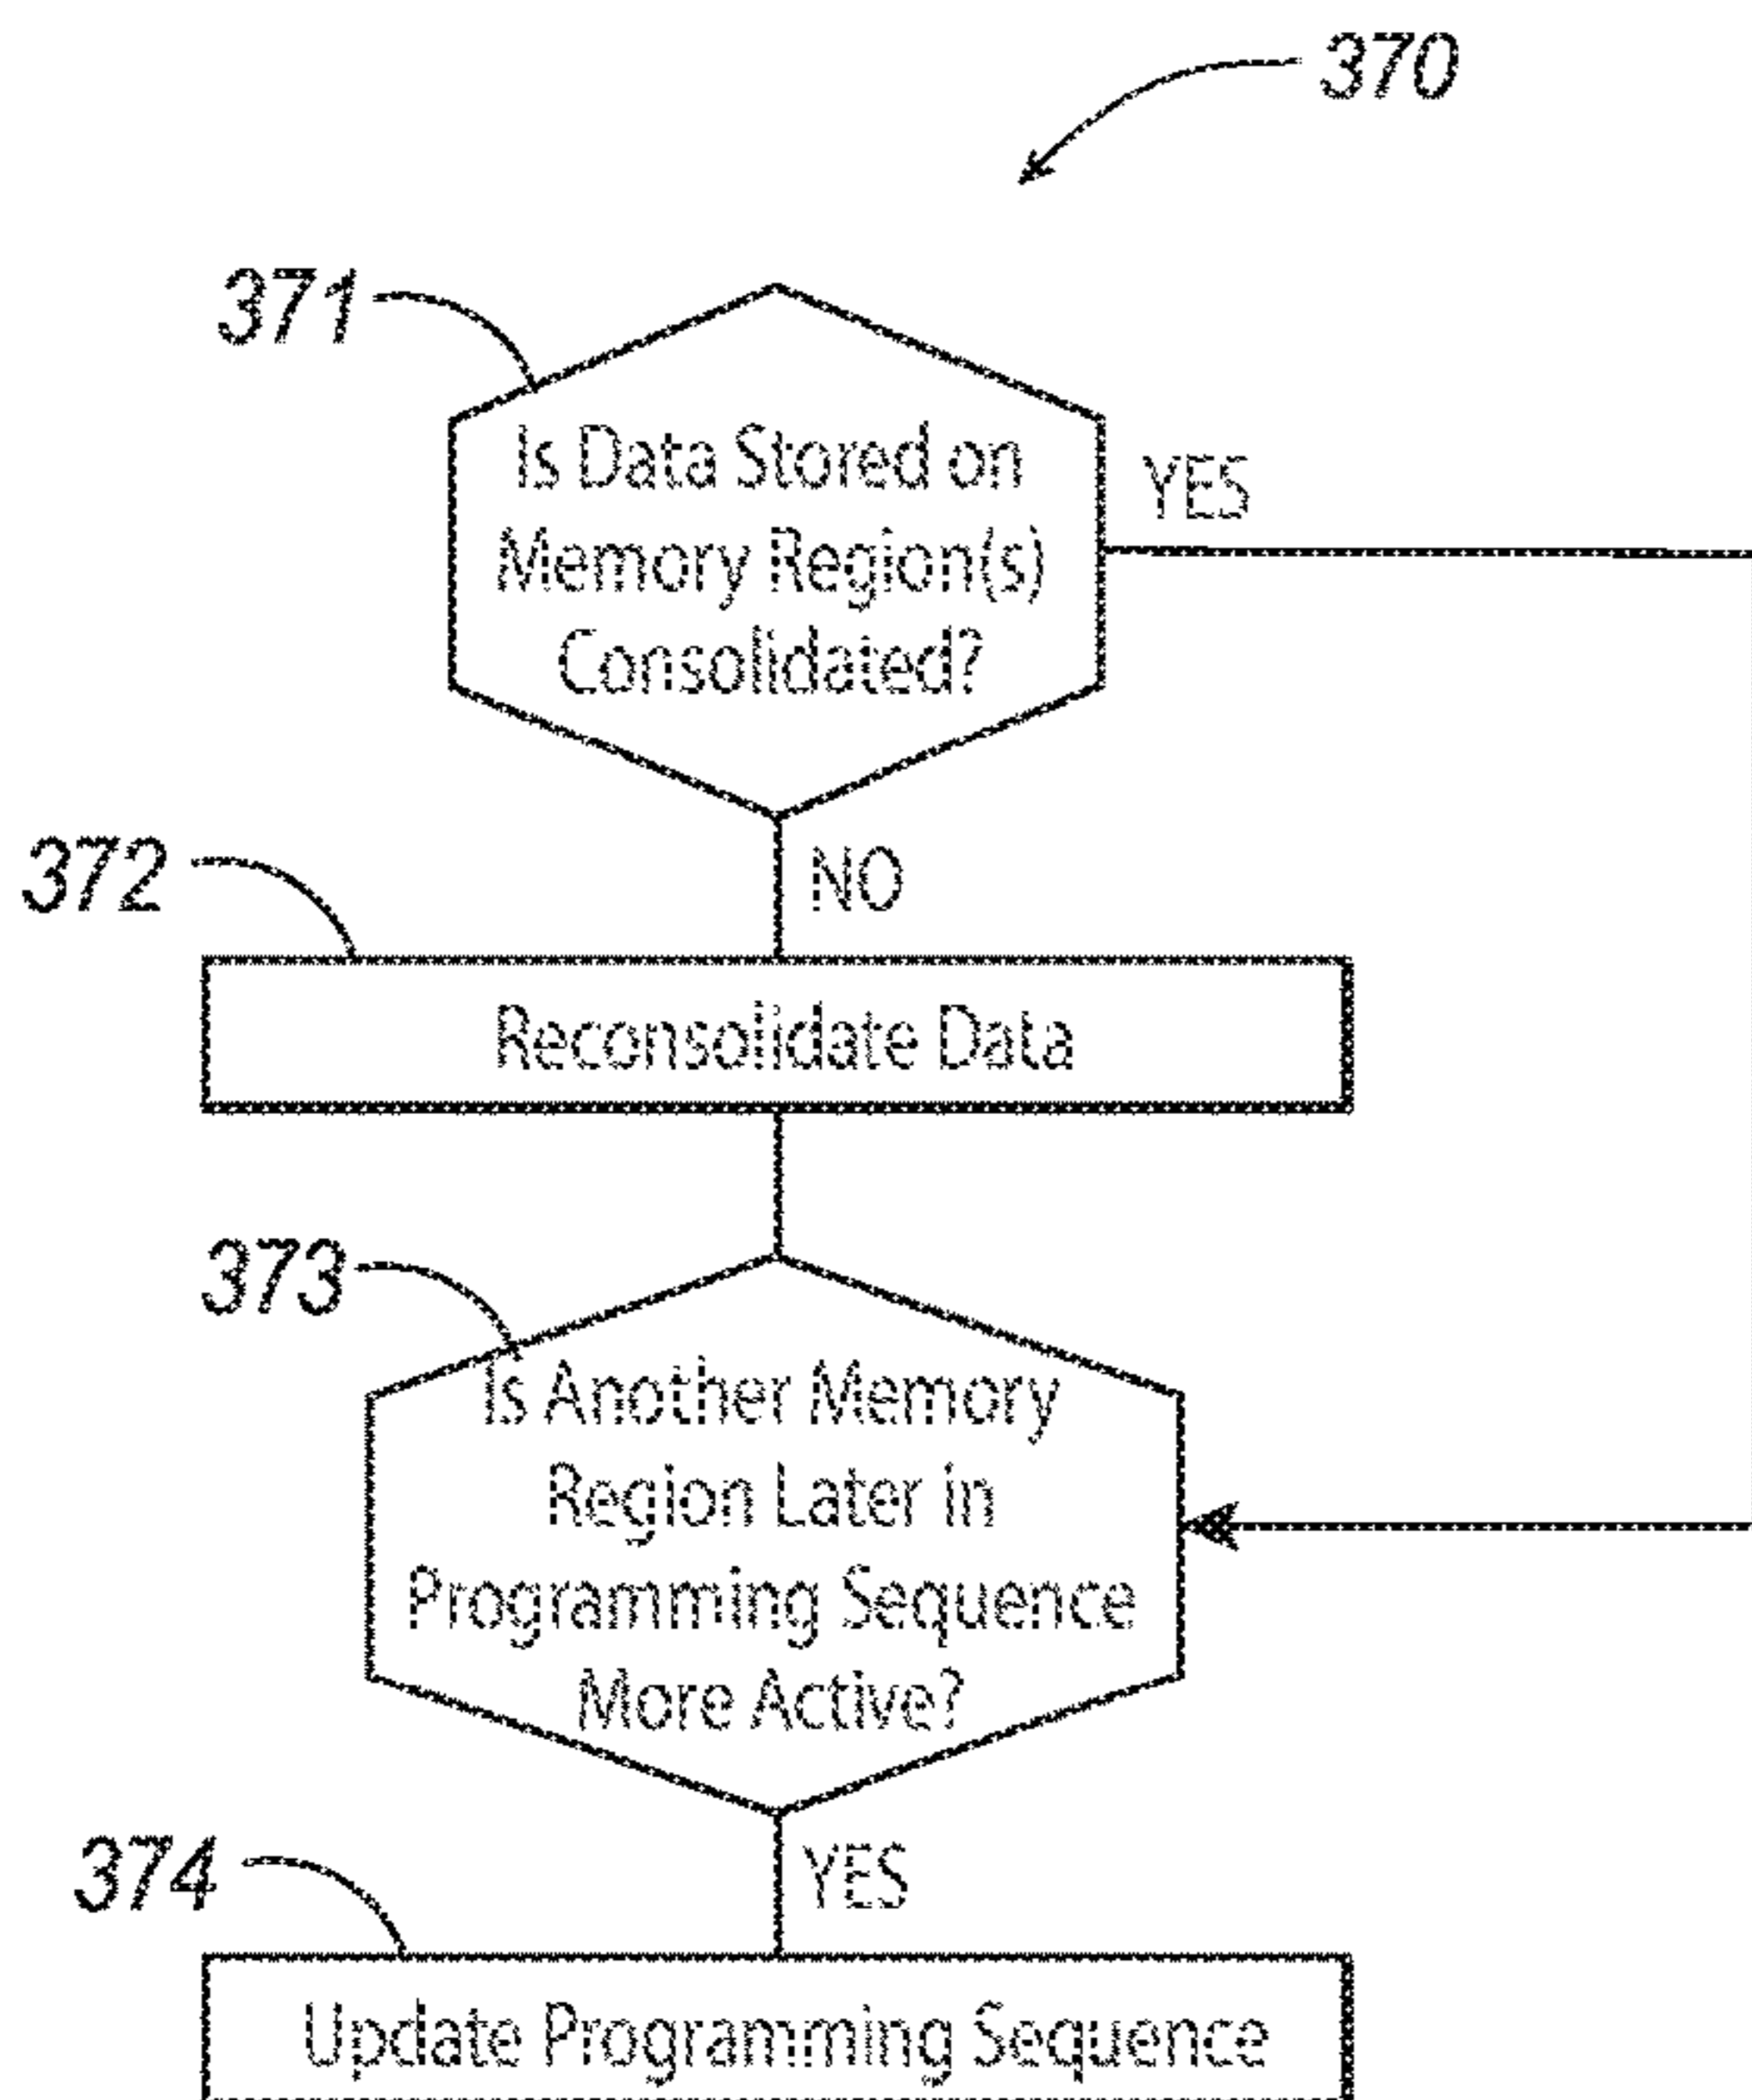 370
371
Is Data Stored on
Memory Region(s)
Consolidated?
YES
NO
372
Reconsolidate Data
373
Is Another Memory
Region Later in
Programming Sequence
More Active?
YES
374
Update Programming Sequence